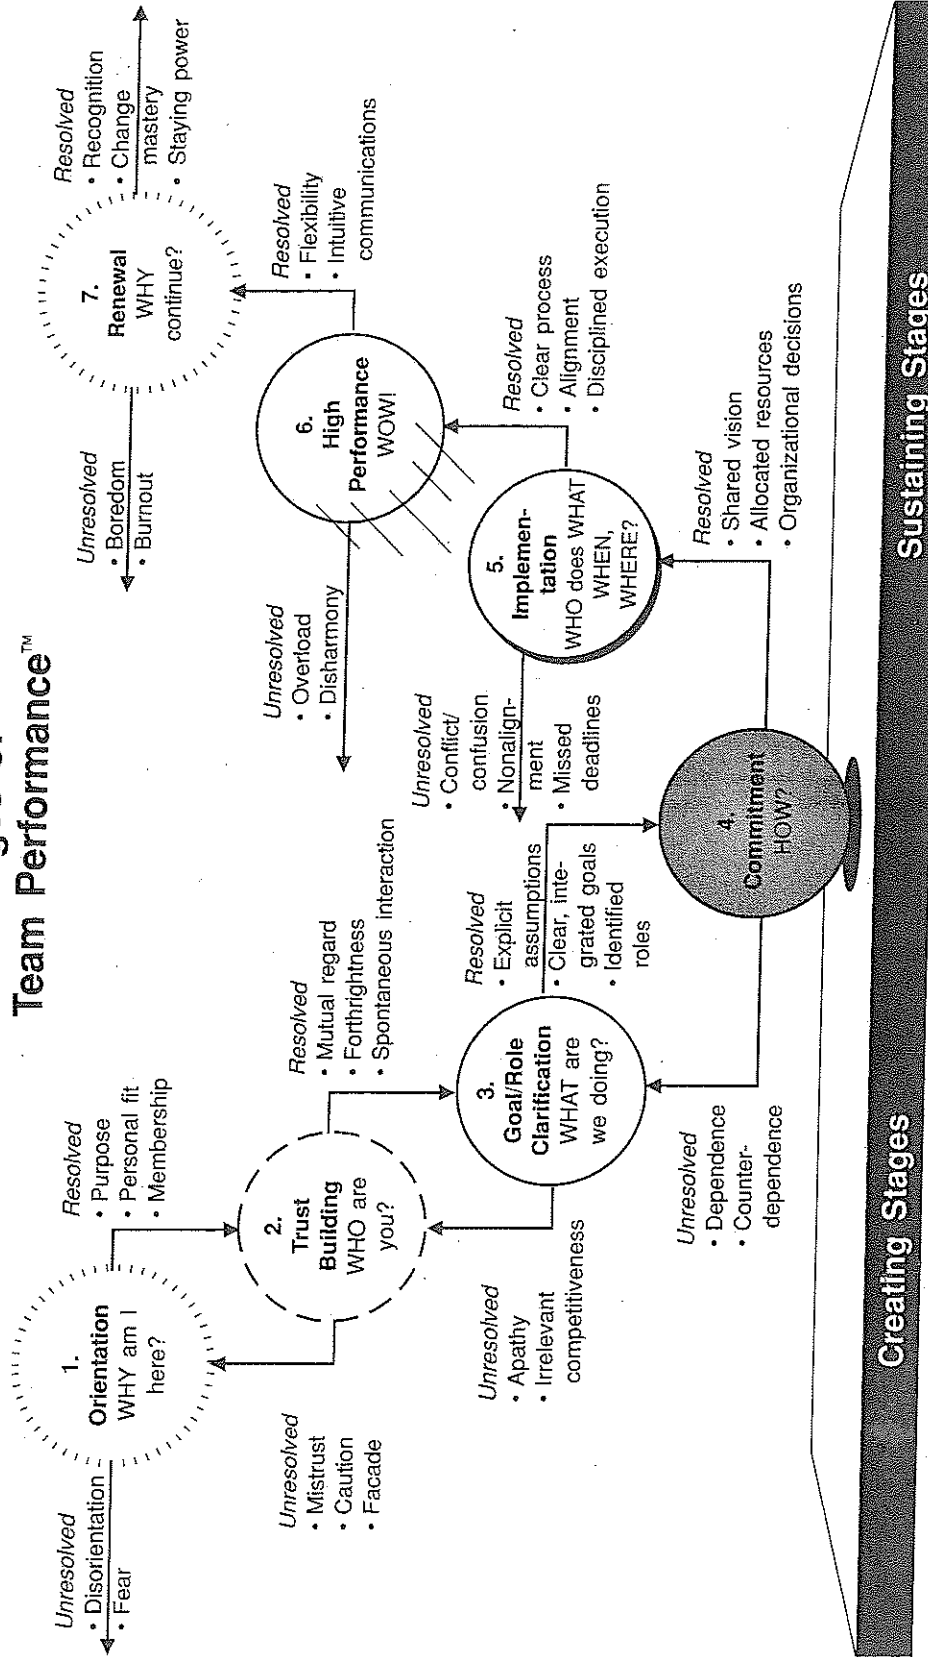 Team Performance™
1.
Orientation
WHY am I
here?
Unresolved
• Disorientation
• Fear
Resolved
• Purpose
• Personal fit
• Membership
2.
Trust
Building
WHO are
you?
Unresolved
• Mistrust
• Caution
• Facade
Resolved
• Mutual regard
• Forthrightness
• Spontaneous interaction
3.
Goal/Role
Clarification
WHAT are
we doing?
Unresolved
• Apathy
• Irrelevant
competitiveness
Resolved
• Explicit
assumptions
• Clear, inte-
grated goals
• Identified
roles
4.
Commitment
HOW?
Unresolved
• Dependence
• Counter-
dependence
Resolved
• Shared vision
• Allocated resources
• Organizational decisions
5.
Implemen-
tation
WHO does WHAT
WHEN,
WHERE?
Unresolved
• Conflict/
confusion
• Nonalign-
ment
• Missed
deadlines
Resolved
• Clear process
• Alignment
• Disciplined execution
6.
High
Performance
WOW!
Unresolved
• Overload
• Disharmony
Resolved
• Flexibility
• Intuitive
communications
7.
Renewal
WHY
continue?
Unresolved
• Boredom
• Burnout
Resolved
• Recognition
• Change
mastery
• Staying power
Creating Stages
Sustaining Stages